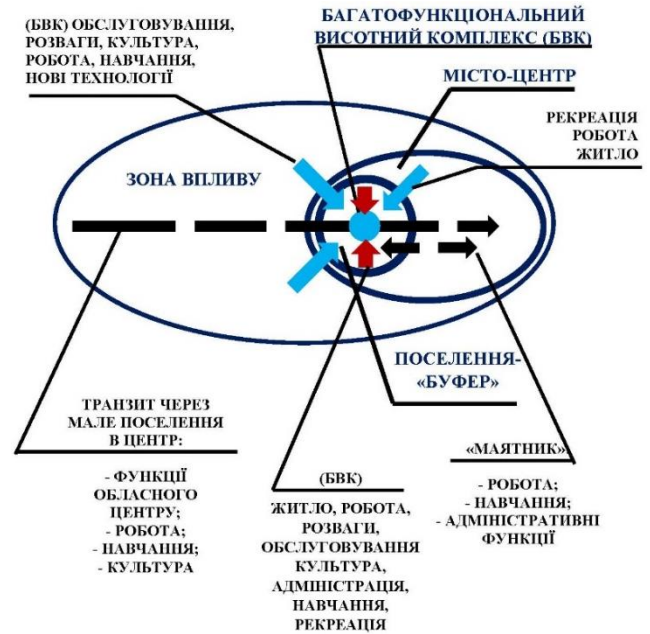 (БВК) ОБСЛУГОВУВАННЯ,
РОЗВАГИ, КУЛЬТУРА,
РОБОТА, НАВЧАННЯ,
НОВІ ТЕХНОЛОГІЇ
БАГАТОФУНКЦІОНАЛЬНИЙ
ВИСОТНИЙ КОМПЛЕКС (БВК)
МІСТО-ЦЕНТР
РЕКРЕАЦІЯ
РОБОТА
ЖИТЛО
ЗОНА ВПЛИВУ
ПОСЕЛЕННЯ-
«БУФЕР»
ТРАНЗИТ ЧЕРЕЗ
МАЛЕ ПОСЕЛЕННЯ
В ЦЕНТР:
- ФУНКЦІЇ
ОБЛАСНОГО
ЦЕНТРУ;
- РОБОТА;
- НАВЧАННЯ;
- КУЛЬТУРА
(БВК)
ЖИТЛО, РОБОТА,
РОЗВАГИ,
ОБСЛУГОВУВАННЯ
КУЛЬТУРА,
АДМІНІСТРАЦІЯ,
НАВЧАННЯ,
РЕКРЕАЦІЯ
«МАЯТНИК»:
- РОБОТА;
- НАВЧАННЯ;
- АДМІНІСТРАТИВНІ
ФУНКЦІЇ